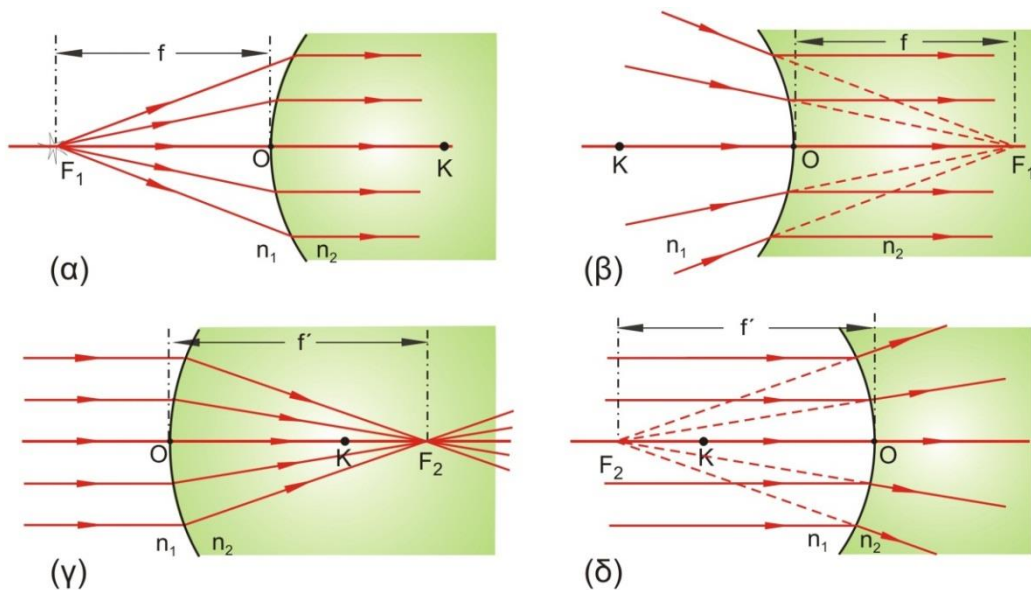 f
F₁
O
K
n₁ n₂
(α)
f
K
O
F₁
n₁
n₂
(β)
f´
O
K
F₂
n₁ n₂
(γ)
f´
F₂
K
O
n₁ n₂
(δ)